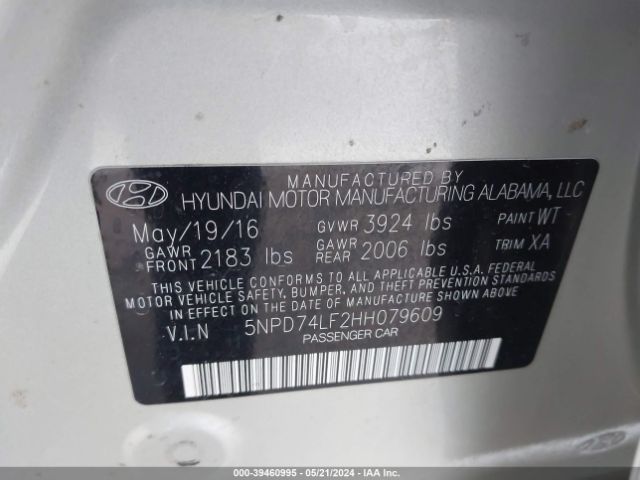 MANUFACTURED BY
HYUNDAI MOTOR MANUFACTURING ALABAMA, LLC
May/19/16 GVWR 3924 lbs PAINT WT
GAWR FRONT 2183 lbs GAWR REAR 2006 lbs TRIM XA
THIS VEHICLE CONFORMS TO ALL APPLICABLE U.S.A. FEDERAL
MOTOR VEHICLE SAFETY, BUMPER, AND THEFT PREVENTION STANDARDS
IN EFFECT ON THE DATE OF MANUFACTURE SHOWN ABOVE.
V.I.N 5NPD74LF2HH079609
PASSENGER CAR
000-39460995 - 05/21/2024 - IAA Inc.